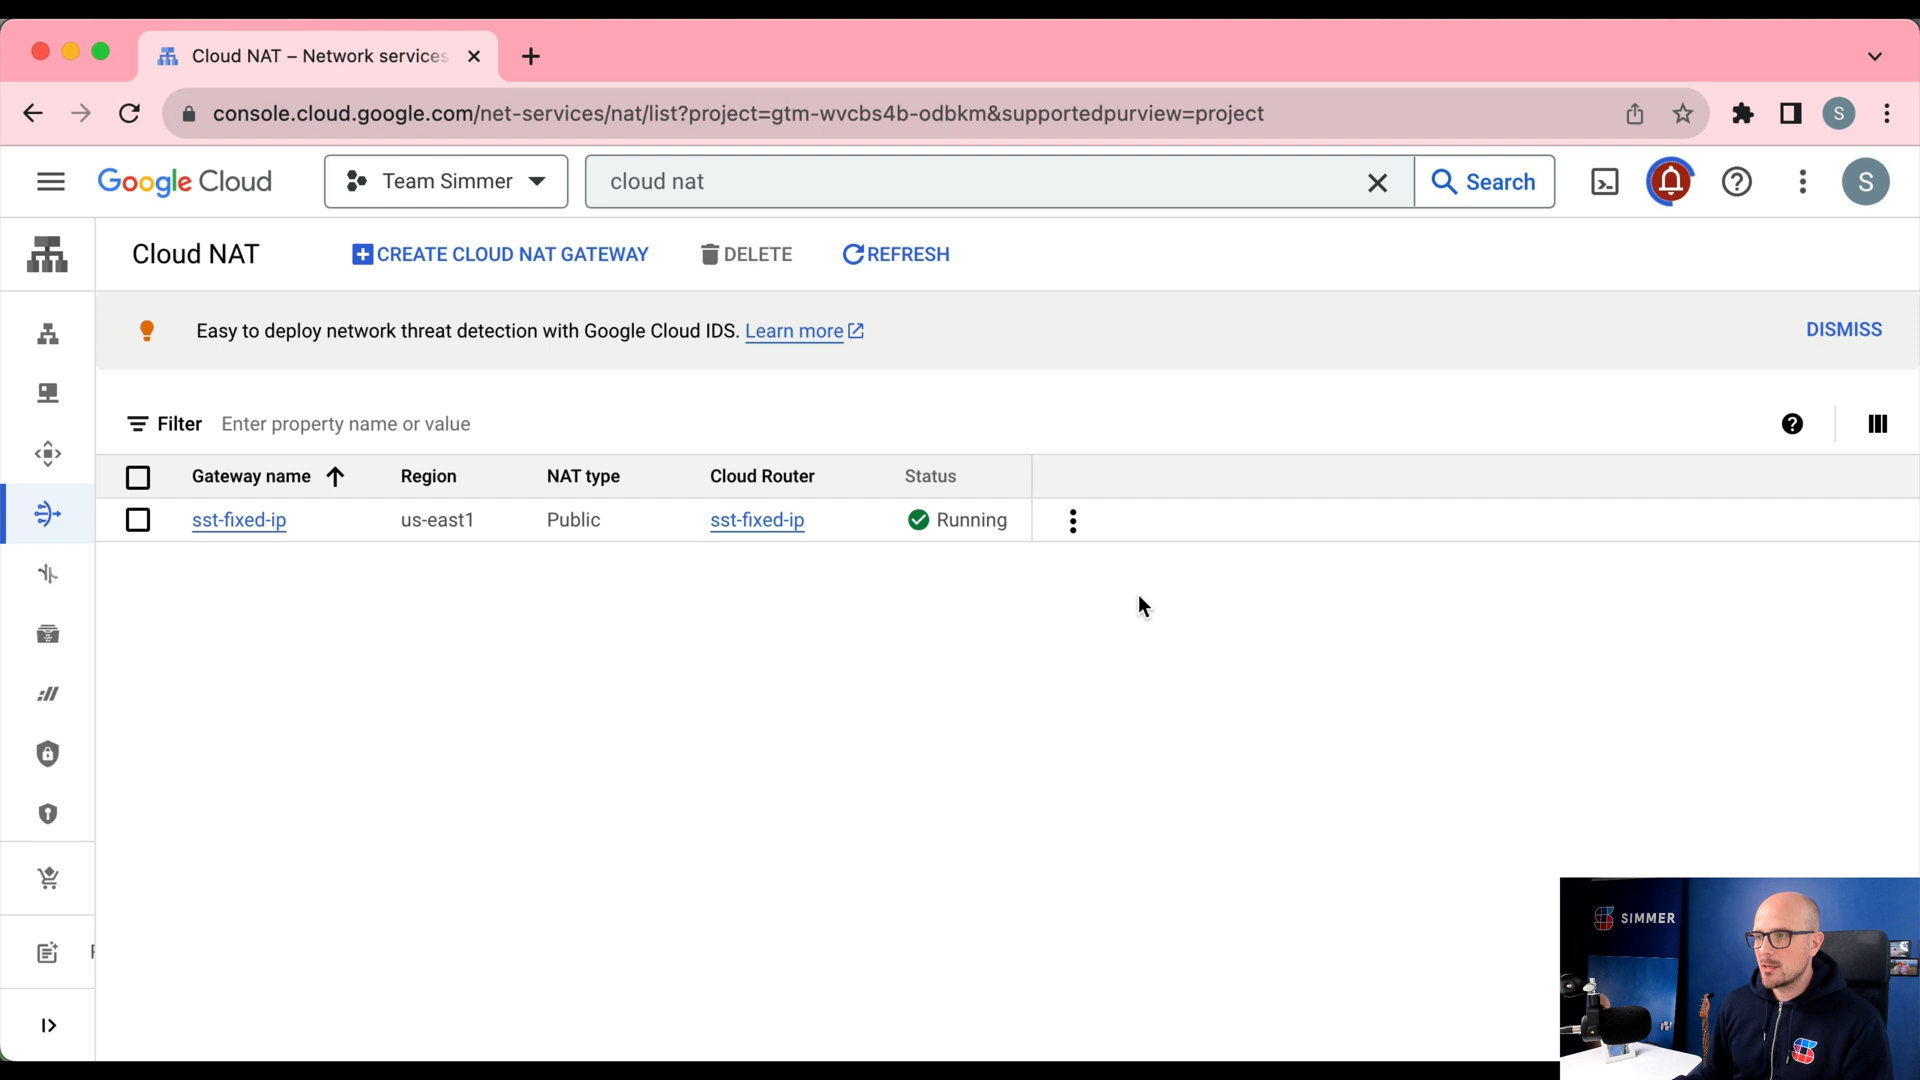 Cloud NAT – Network services
console.cloud.google.com/net-services/nat/list?project=gtm-wvcbs4b-odbkm&supportedpurview=project
S
Google Cloud
Team Simmer
cloud nat
Search
S
Cloud NAT
CREATE CLOUD NAT GATEWAY
DELETE
REFRESH
Easy to deploy network threat detection with Google Cloud IDS. Learn more
DISMISS
Filter Enter property name or value
Gateway name Region NAT type Cloud Router Status
sst-fixed-ip us-east1 Public sst-fixed-ip Running
SIMMER